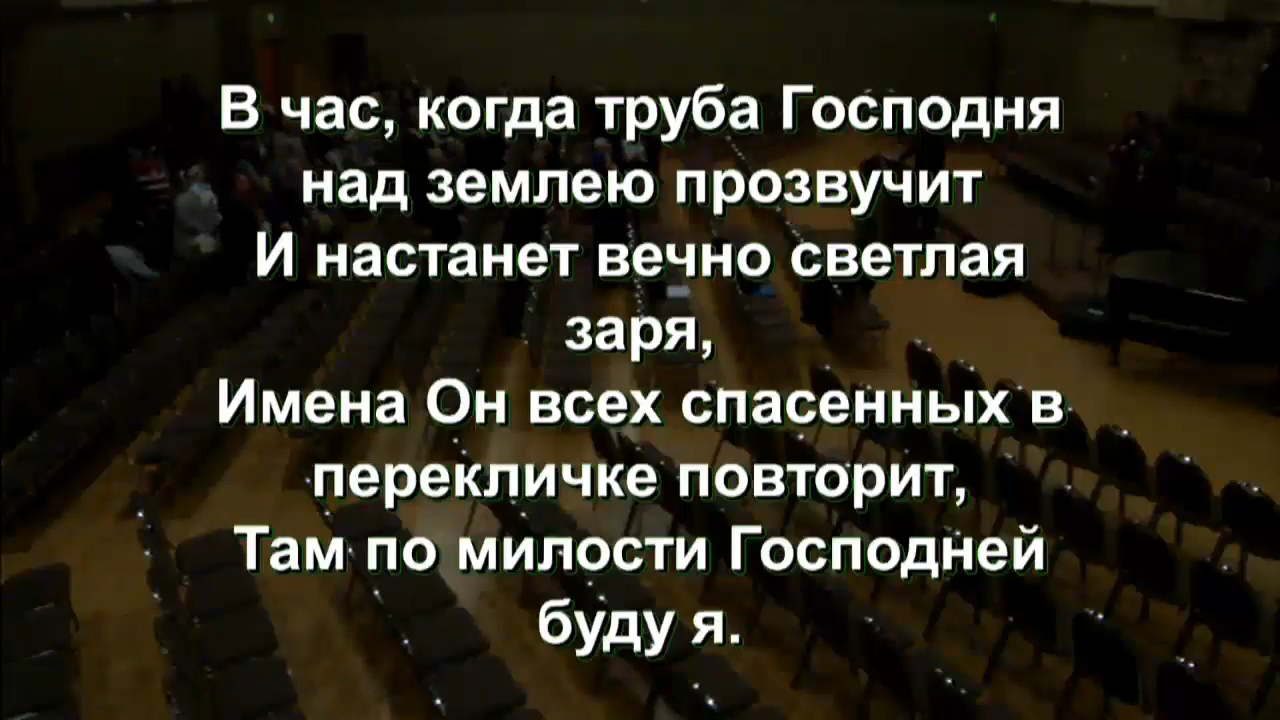 В час, когда труба Господня
над землею прозвучит
И настанет вечно светлая
заря,
Имена Он всех спасенных в
перекличке повторит,
Там по милости Господней
буду я.